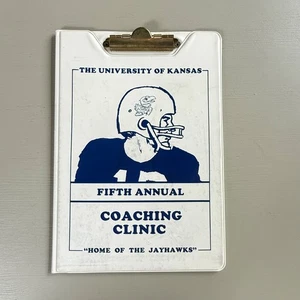 THE UNIVERSITY OF KANSAS
FIFTH ANNUAL
COACHING
CLINIC
"HOME OF THE JAYHAWKS"